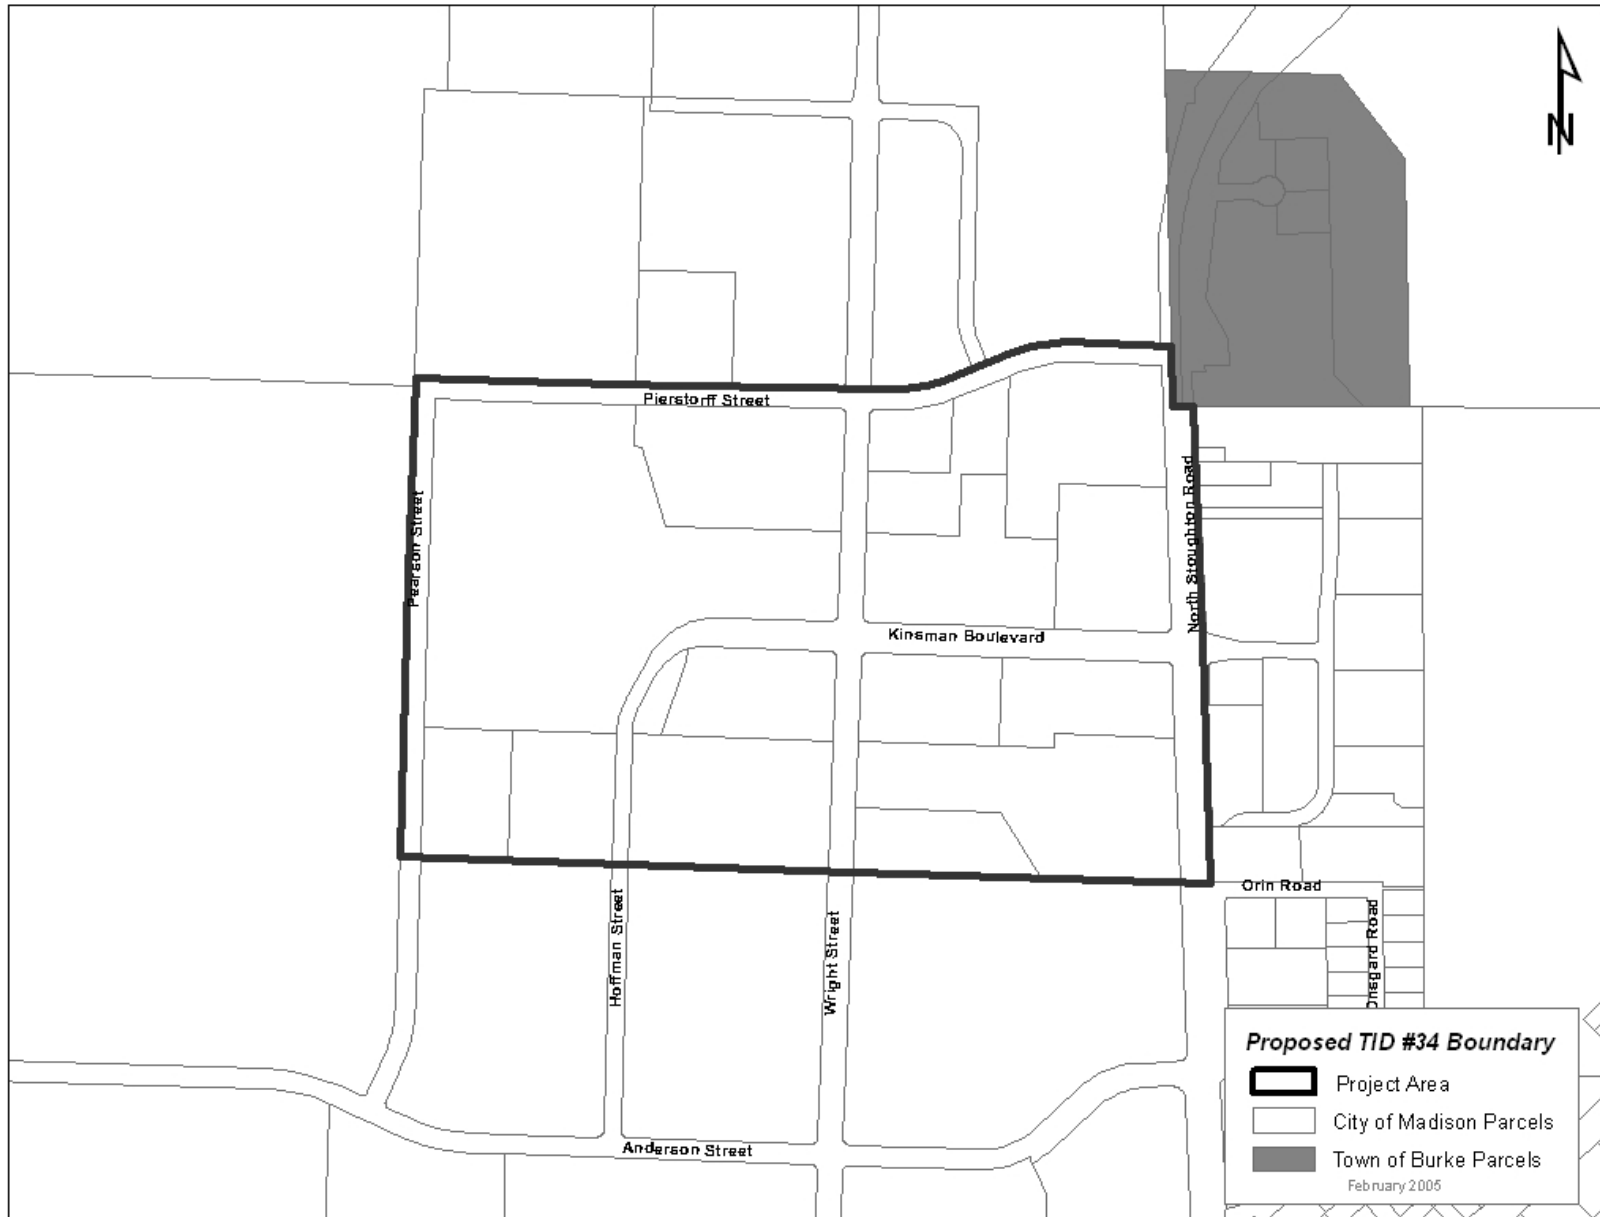 N
Pierstorff Street
Pearson Street
North Stoughton Road
Kinsman Boulevard
Orin Road
Hoffman Street
Wright Street
Onsgard Road
Anderson Street
Proposed TID #34 Boundary
Project Area
City of Madison Parcels
Town of Burke Parcels
February 2005